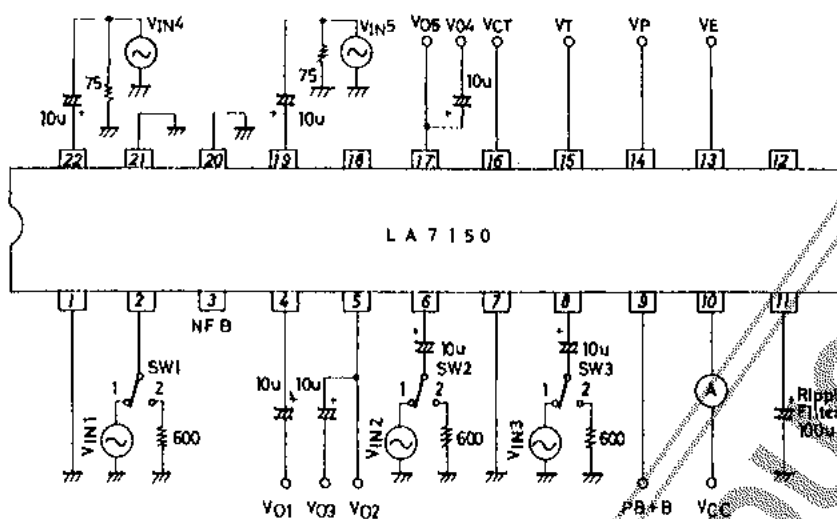 VIN4 VIN5 VO5 VO4 VCT VT VP VE
75 75 10u
10u 10u
22 21 20 19 18 17 16 15 14 13 12
LA7150
1 2 3 4 5 6 7 8 9 10 11
NFB
10u 10u
SW1 10u 10u SW2 SW3 A
1 2 1 2 1 2
VIN1 600 VIN2 600 VIN3 600 100u
VO1 VO3 VO2 PB+B VCC